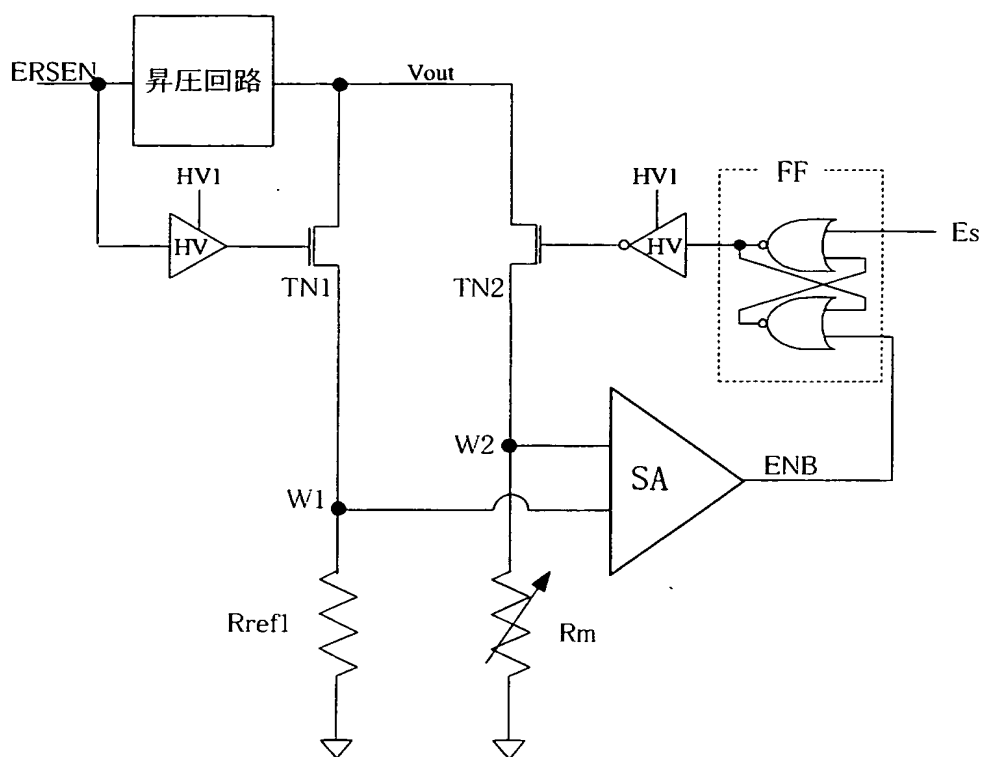 ERSEN
昇圧回路
Vout
HV1
HV1
FF
HV
HV
Es
TN1
TN2
W2
SA
ENB
W1
Rref1
Rm